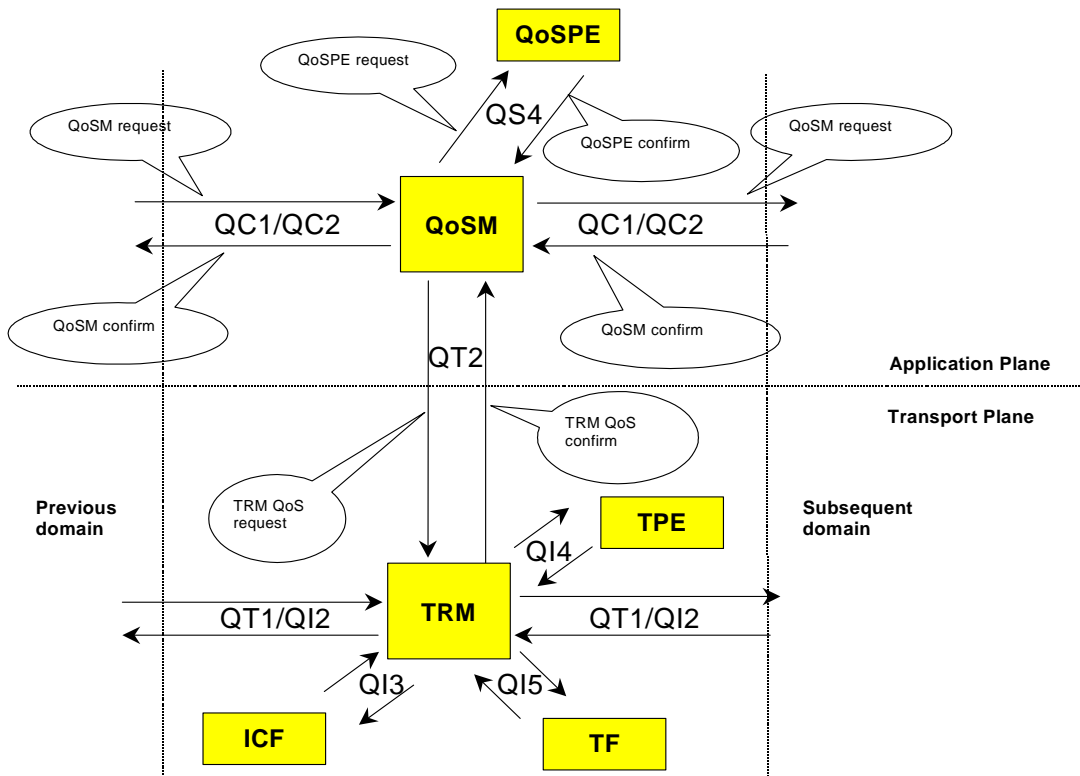 QoSPE
QoSPE request
QS4
QoSM request
QoSPE confirm
QoSM request
QC1/QC2
QoSM
QC1/QC2
QoSM confirm
QoSM confirm
QT2
Application Plane
Transport Plane
TRM QoS
confirm
TRM QoS
request
Previous
domain
TPE
Subsequent
domain
QI4
QT1/QI2
TRM
QT1/QI2
QI3
QI5
ICF
TF